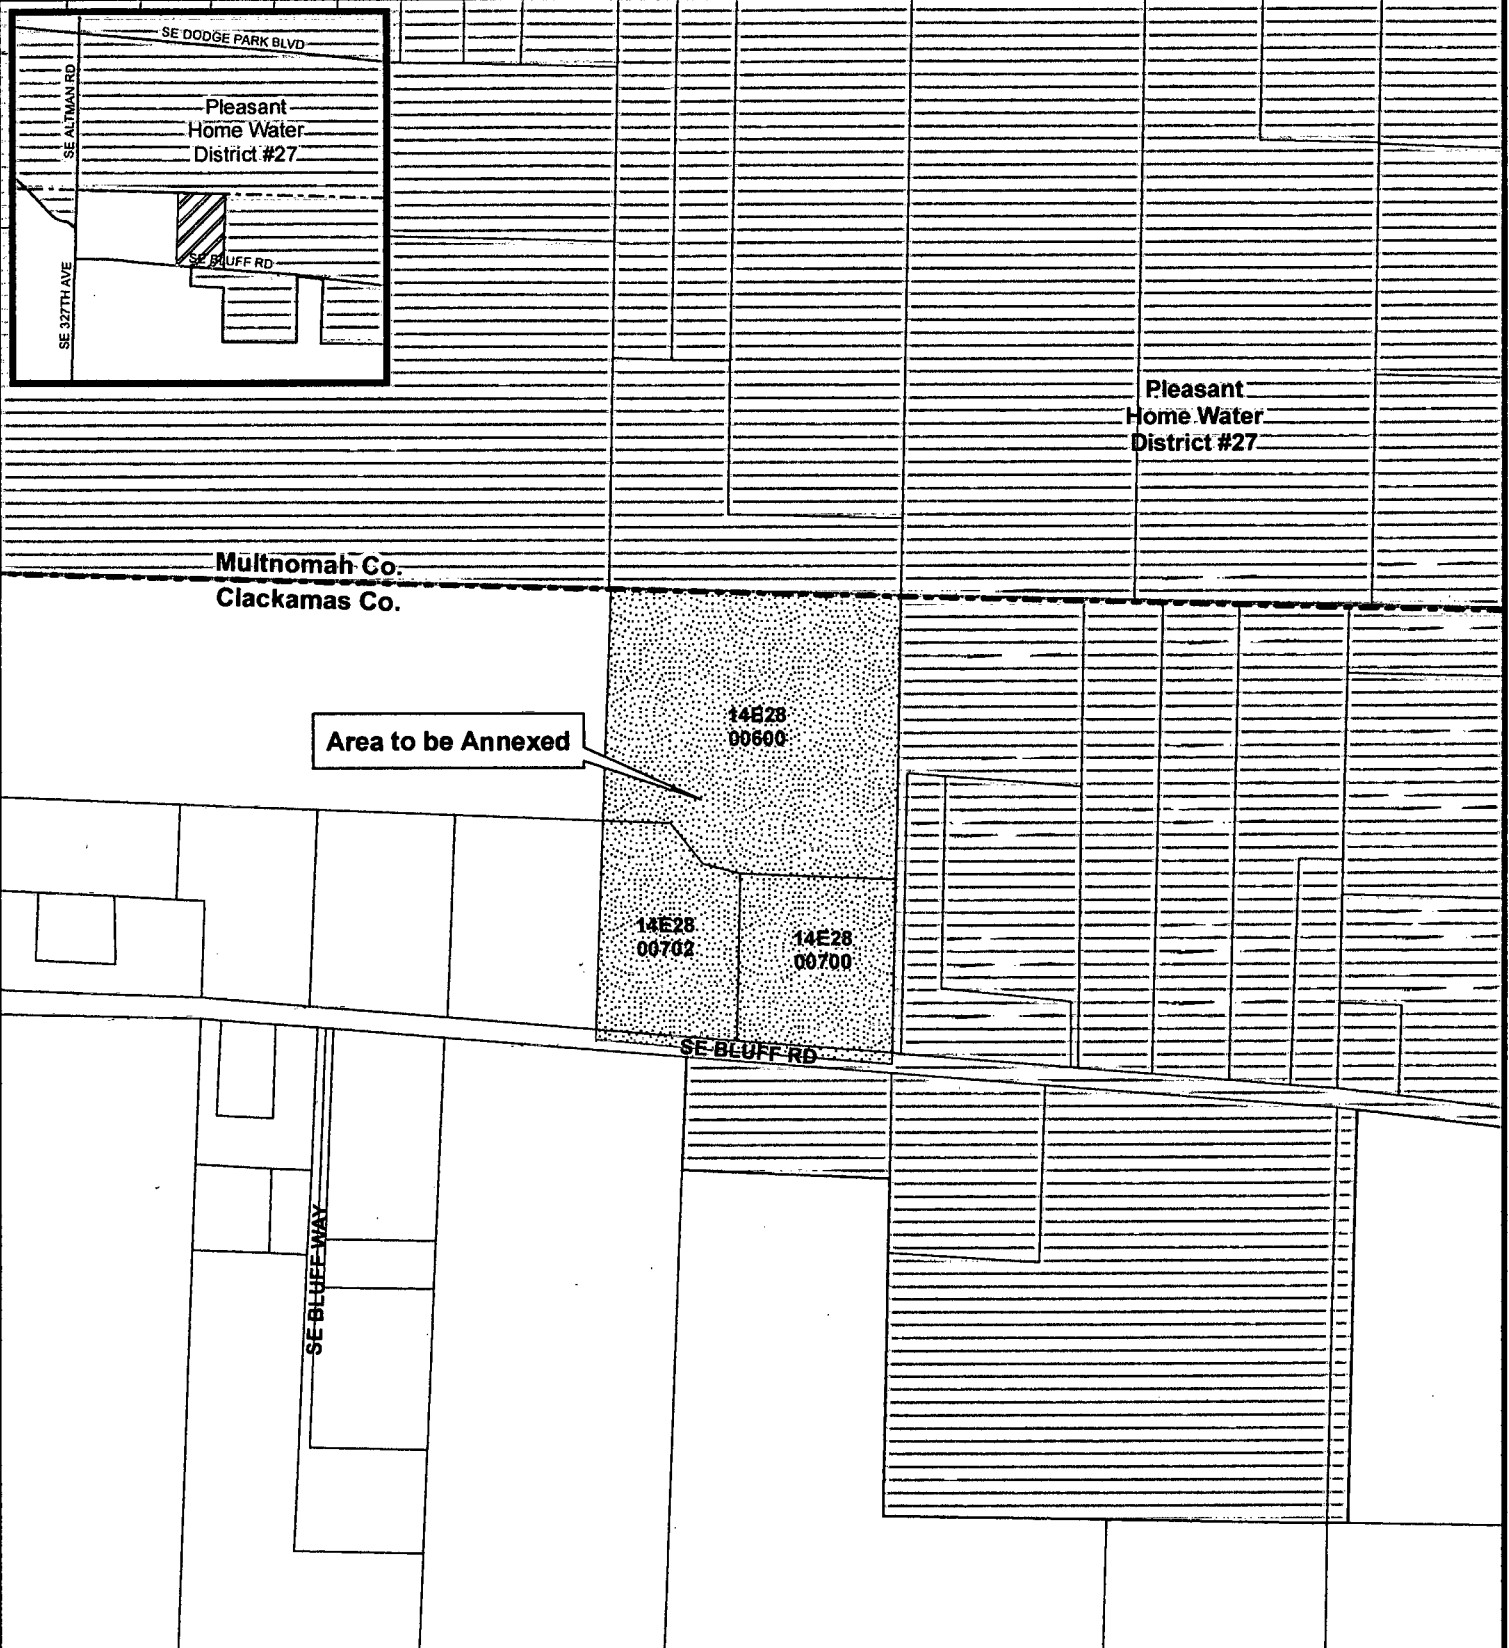 SE DODGE PARK BLVD
SE ALTMAN RD
Pleasant
Home Water
District #27
SE BLUFF RD
SE 327TH AVE
Pleasant
Home Water
District #27
Multnomah Co.
Clackamas Co.
14E28
00600
Area to be Annexed
14E28
00702
14E28
00700
SE BLUFF RD
SE BLUFF WAY